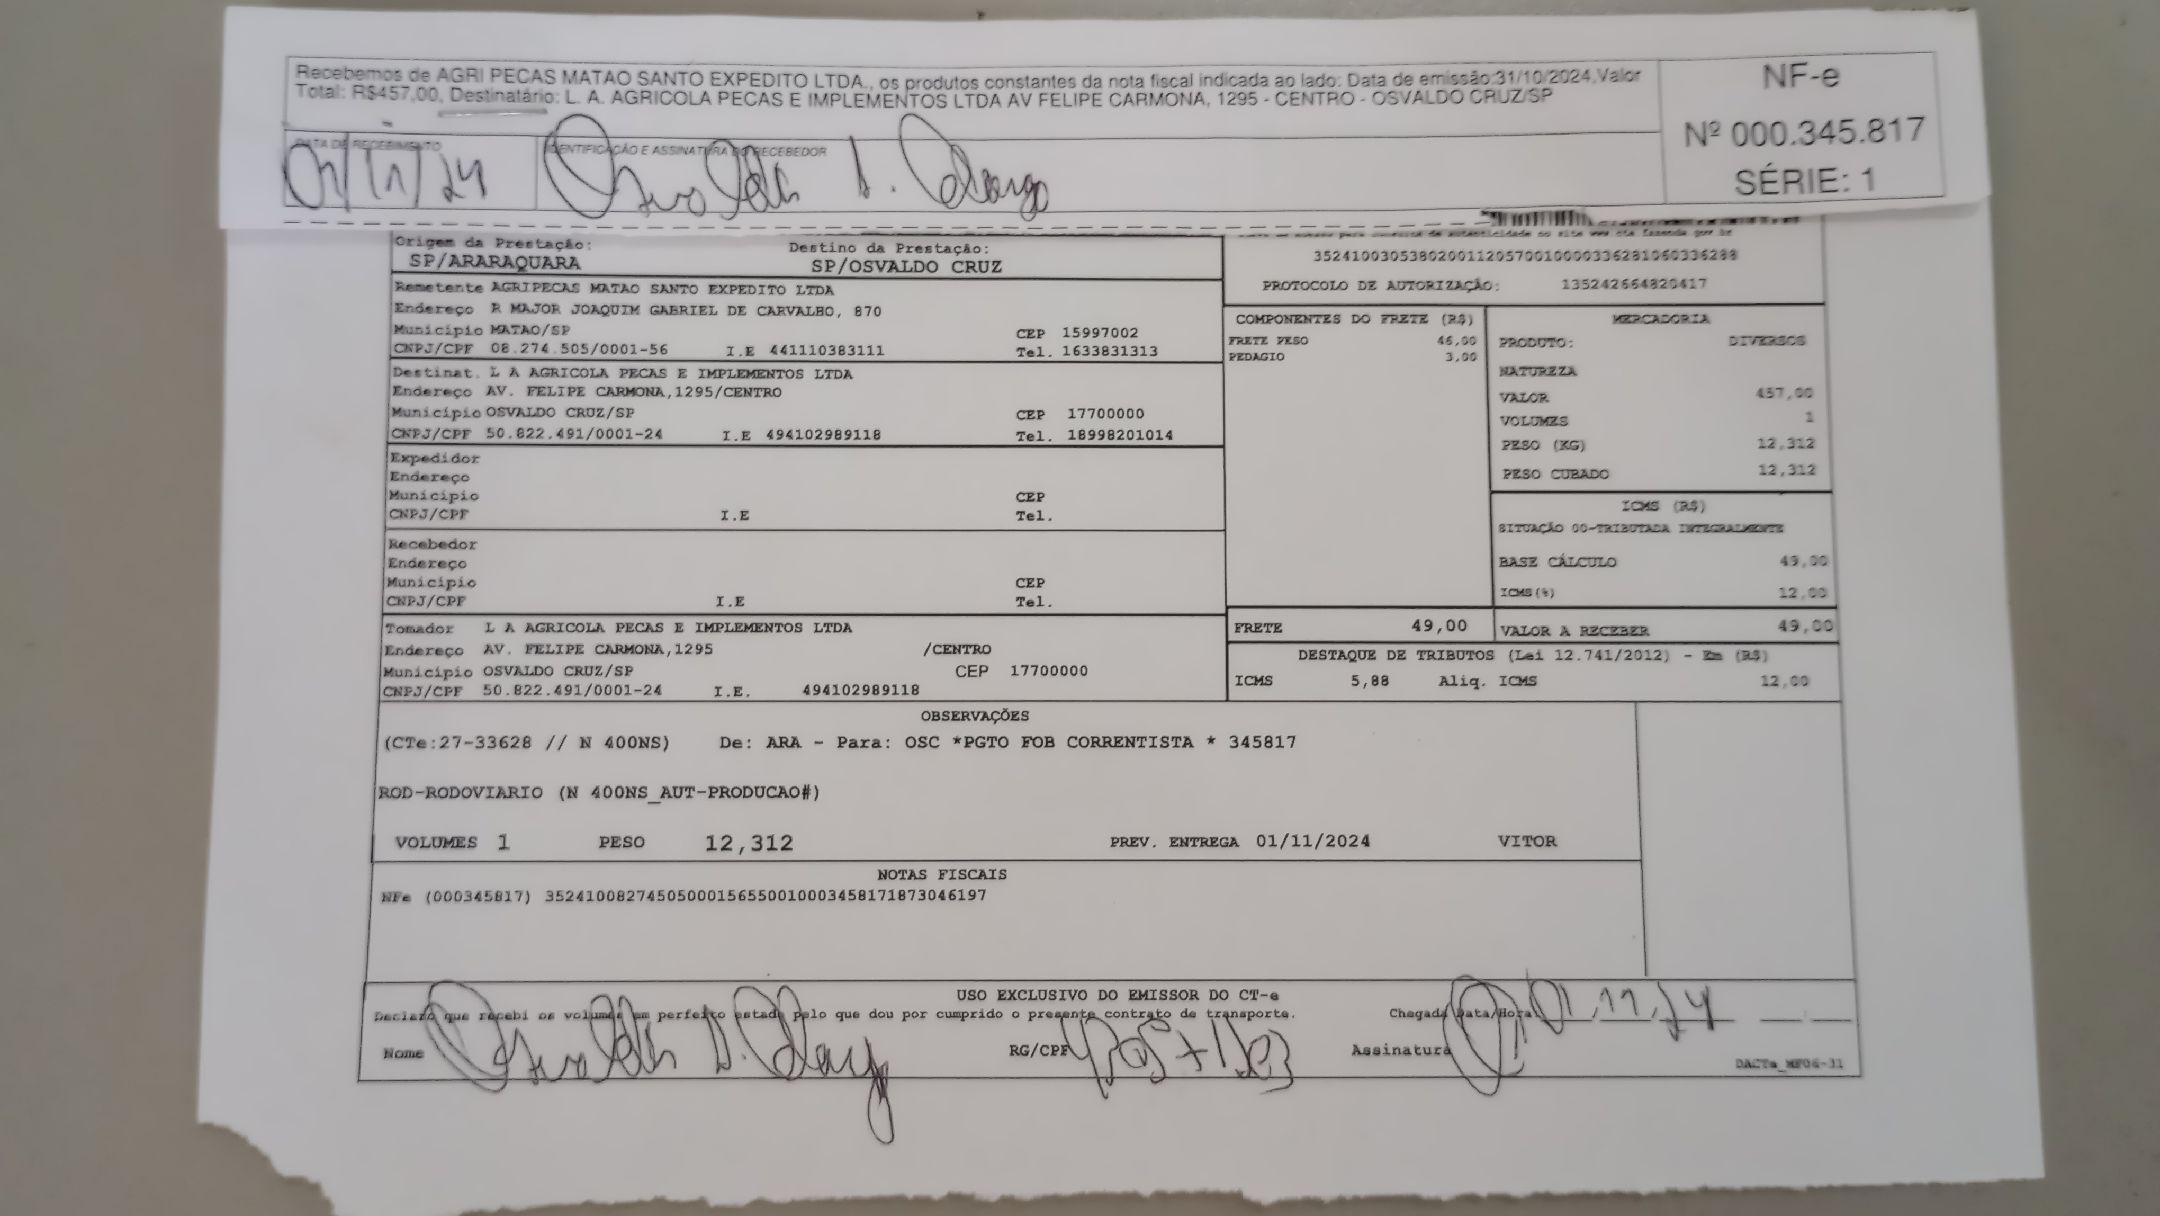 Recebemos de AGRI PECAS MATAO SANTO EXPEDITO LTDA., os produtos constantes da nota fiscal indicada ao lado. Data de emissão:31/10/2024,Valor
Total: R$457,00, Destinatário: L. A. AGRICOLA PECAS E IMPLEMENTOS LTDA AV FELIPE CARMONA, 1295 - CENTRO - OSVALDO CRUZ/SP
NF-e
Nº 000.345.817
SÉRIE: 1
DATA DE RECEBIMENTO
IDENTIFICAÇÃO E ASSINATURA DO RECEBEDOR
Origem da Prestação: Destino da Prestação:
SP/ARARAQUARA SP/OSVALDO CRUZ
35241003053802001120570010000336281060336288
PROTOCOLO DE AUTORIZAÇÃO: 135242664820417
Remetente AGRIPECAS MATAO SANTO EXPEDITO LTDA
Endereço R MAJOR JOAQUIM GABRIEL DE CARVALHO, 870
Município MATAO/SP CEP 15997002
CNPJ/CPF 08.274.505/0001-56 I.E 441110383111 Tel. 1633831313
Destinat. L A AGRICOLA PECAS E IMPLEMENTOS LTDA
Endereço AV. FELIPE CARMONA,1295/CENTRO
Município OSVALDO CRUZ/SP CEP 17700000
CNPJ/CPF 50.822.491/0001-24 I.E 494102989118 Tel. 18998201014
Expedidor
Endereço
Município CEP
CNPJ/CPF I.E Tel.
Recebedor
Endereço
Município CEP
CNPJ/CPF I.E Tel.
Tomador L A AGRICOLA PECAS E IMPLEMENTOS LTDA
Endereço AV. FELIPE CARMONA,1295 /CENTRO
Município OSVALDO CRUZ/SP CEP 17700000
CNPJ/CPF 50.822.491/0001-24 I.E. 494102989118
COMPONENTES DO FRETE (R$)
FRETE PESO 46,00
PEDAGIO 3,00
MERCADORIA
PRODUTO: DIVERSOS
NATUREZA
VALOR 457,00
VOLUMES 1
PESO (KG) 12,312
PESO CUBADO 12,312
ICMS (R$)
SITUAÇÃO 00-TRIBUTADA INTEGRALMENTE
BASE CÁLCULO 49,00
ICMS(%) 12,00
FRETE 49,00 VALOR A RECEBER 49,00
DESTAQUE DE TRIBUTOS (Lei 12.741/2012) - Em (R$)
ICMS 5,88 Aliq. ICMS 12,00
OBSERVAÇÕES
(CTe:27-33628 // N 400NS) De: ARA - Para: OSC *PGTO FOB CORRENTISTA * 345817
ROD-RODOVIARIO (N 400NS_AUT-PRODUCAO#)
VOLUMES 1 PESO 12,312 PREV. ENTREGA 01/11/2024 VITOR
NOTAS FISCAIS
NFe (000345817) 35241008274505000156550010003458171873046197
USO EXCLUSIVO DO EMISSOR DO CT-e
Declaro que recebi os volumes em perfeito estado pelo que dou por cumprido o presente contrato de transporte. Chegada Data/Hora 01 11 24
Nome RG/CPF Assinatura
DACTe_MF06-31